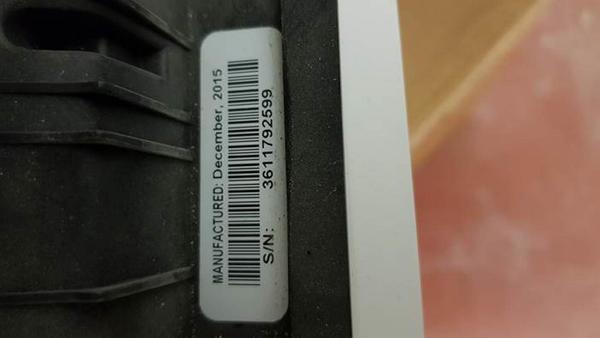 MANUFACTURED: December, 2015
S/N: 3611792599